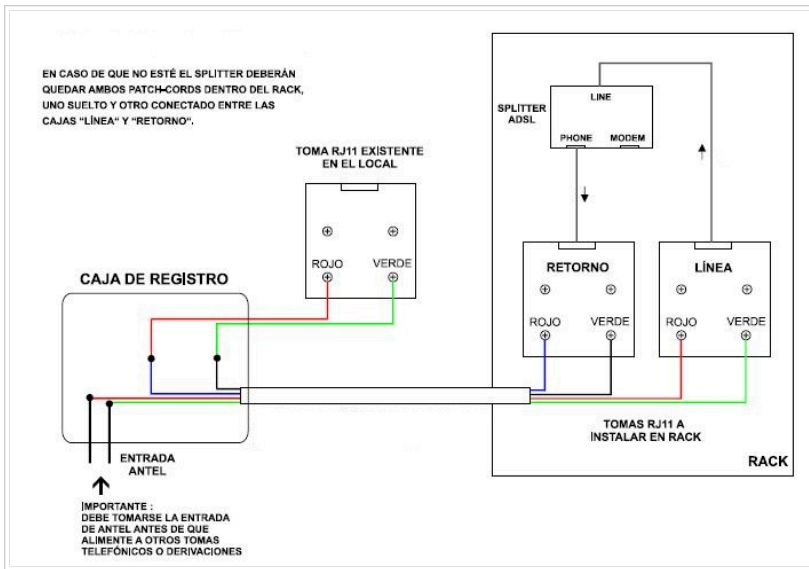 EN CASO DE QUE NO ESTÉ EL SPLITTER DEBERÁN
QUEDAR AMBOS PATCH-CORDS DENTRO DEL RACK,
UNO SUELTO Y OTRO CONECTADO ENTRE LAS
CAJAS "LÍNEA" Y "RETORNO".
TOMA RJ11 EXISTENTE
EN EL LOCAL
ROJO
VERDE
CAJA DE REGISTRO
ENTRADA
ANTEL
IMPORTANTE :
DEBE TOMARSE LA ENTRADA
DE ANTEL ANTES DE QUE
ALIMENTE A OTROS TOMAS
TELEFÓNICOS O DERIVACIONES
SPLITTER
ADSL
LINE
PHONE
MODEM
RETORNO
ROJO
VERDE
LÍNEA
ROJO
VERDE
TOMAS RJ11 A
INSTALAR EN RACK
RACK